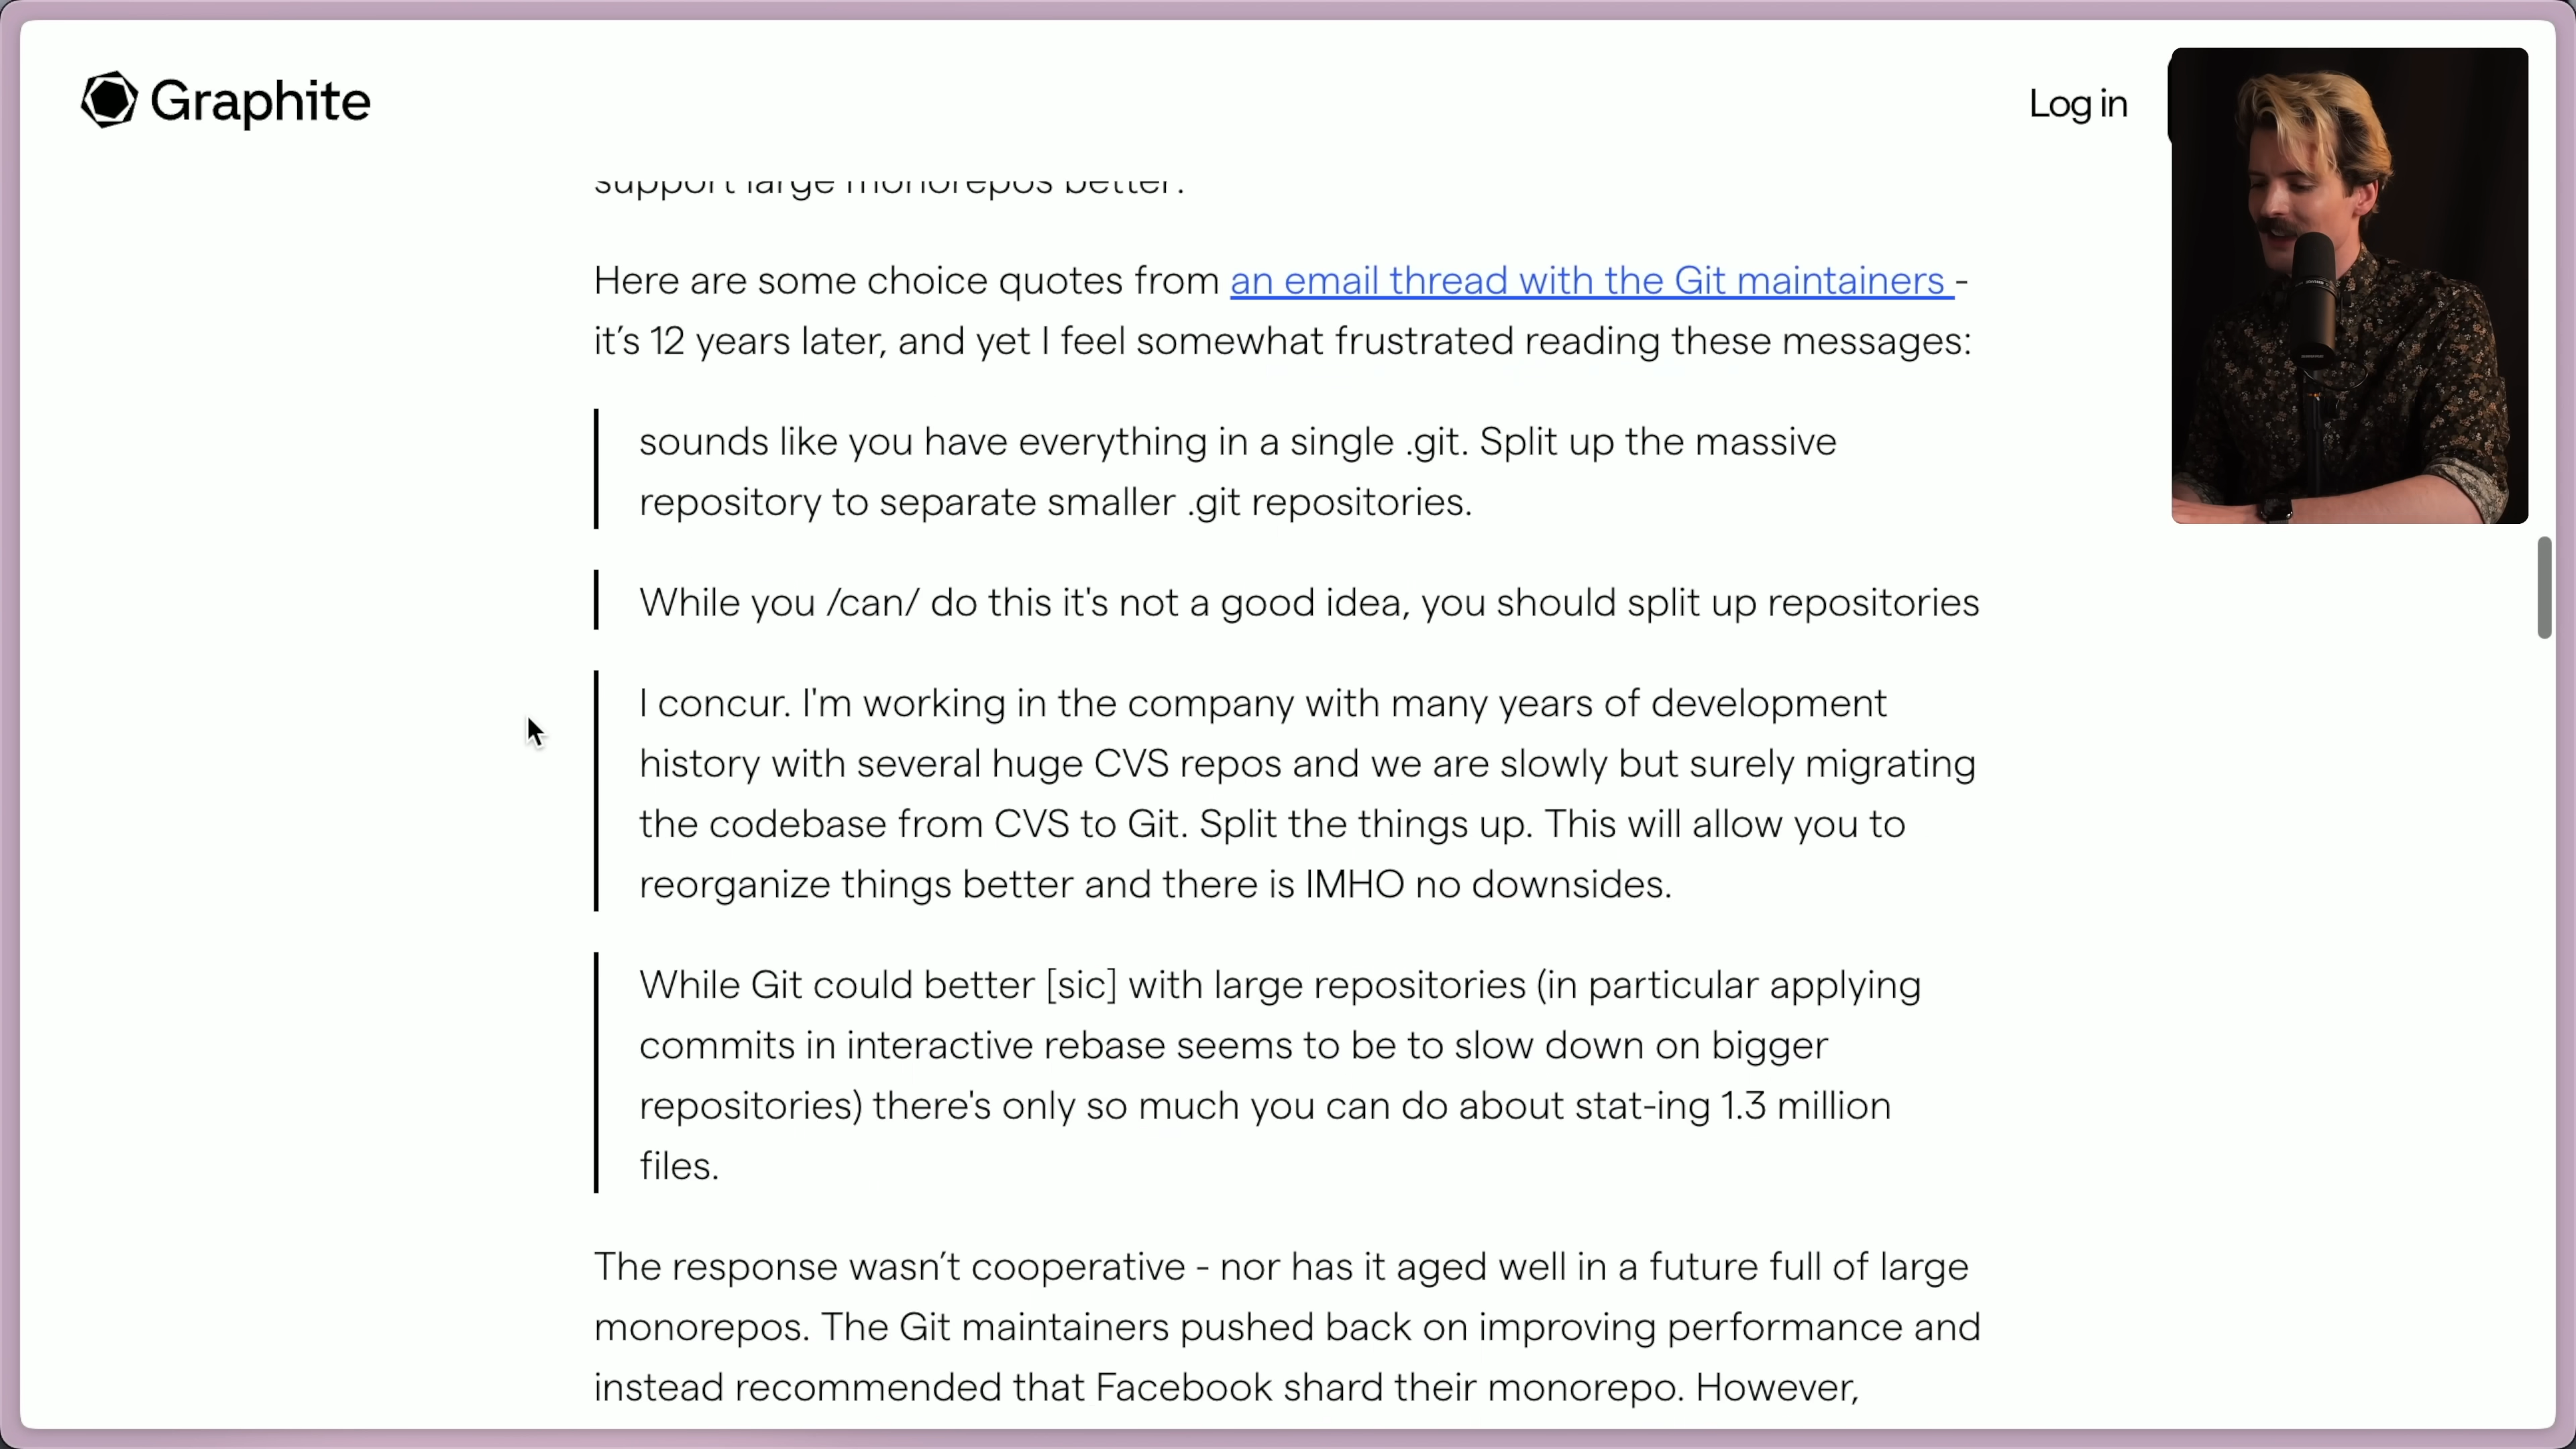 Graphite
Log in
support large monorepos better.
Here are some choice quotes from an email thread with the Git maintainers -
it’s 12 years later, and yet I feel somewhat frustrated reading these messages:
sounds like you have everything in a single .git. Split up the massive
repository to separate smaller .git repositories.
While you /can/ do this it's not a good idea, you should split up repositories
I concur. I'm working in the company with many years of development
history with several huge CVS repos and we are slowly but surely migrating
the codebase from CVS to Git. Split the things up. This will allow you to
reorganize things better and there is IMHO no downsides.
While Git could better [sic] with large repositories (in particular applying
commits in interactive rebase seems to be to slow down on bigger
repositories) there's only so much you can do about stat-ing 1.3 million
files.
The response wasn’t cooperative - nor has it aged well in a future full of large
monorepos. The Git maintainers pushed back on improving performance and
instead recommended that Facebook shard their monorepo. However,